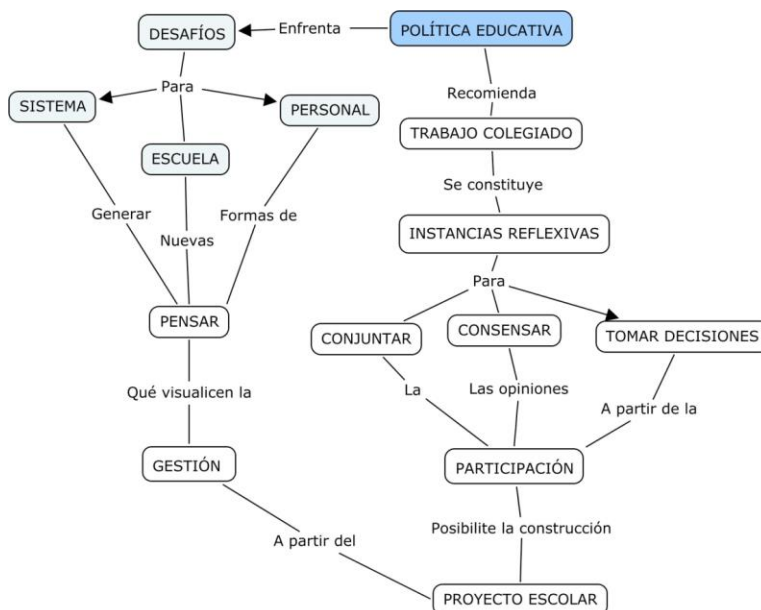 DESAFÍOS
Enfrenta
POLÍTICA EDUCATIVA
Para
Recomienda
SISTEMA
PERSONAL
TRABAJO COLEGIADO
ESCUELA
Se constituye
Generar
Formas de
Nuevas
INSTANCIAS REFLEXIVAS
Para
PENSAR
CONJUNTAR
CONSENSAR
TOMAR DECISIONES
Qué visualicen la
La
Las opiniones
A partir de la
GESTIÓN
PARTICIPACIÓN
Posibilite la construcción
A partir del
PROYECTO ESCOLAR